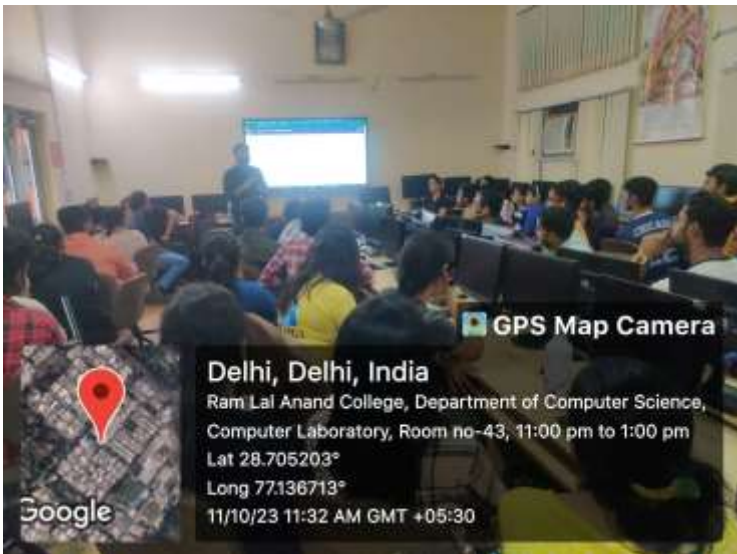 GPS Map Camera
Delhi, Delhi, India
Ram Lal Anand College, Department of Computer Science,
Computer Laboratory, Room no-43, 11:00 pm to 1:00 pm
Lat 28.705203°
Long 77.136713°
11/10/23 11:32 AM GMT +05:30
Google